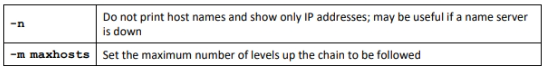 -n
Do not print host names and show only IP addresses; may be useful if a name server
is down
-m maxhosts Set the maximum number of levels up the chain to be followed